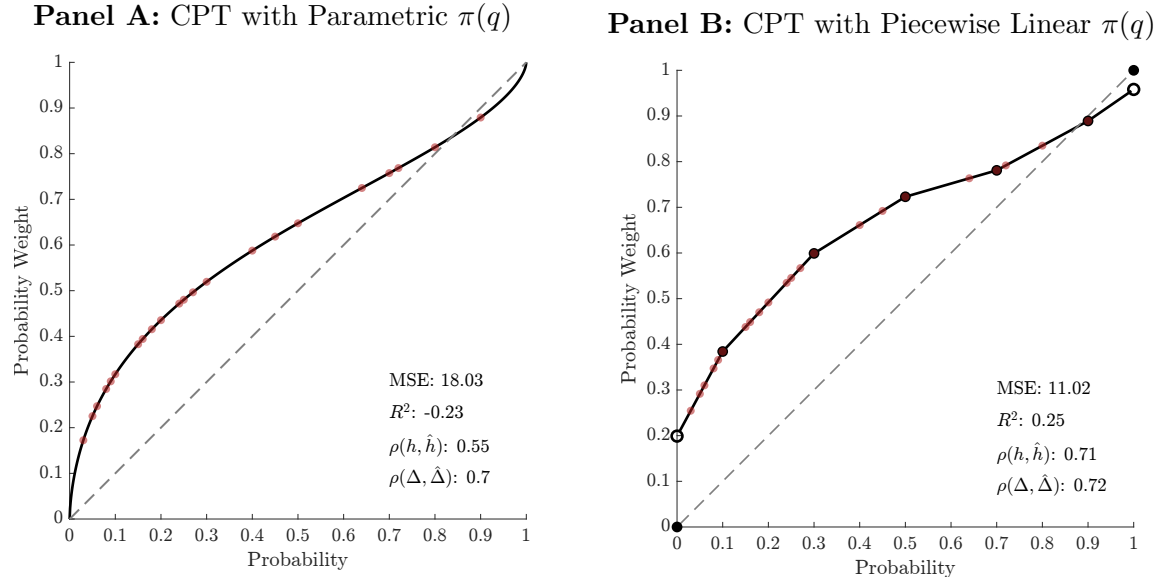 Panel A: CPT with Parametric π(q)
1
0.9
0.8
0.7
0.6
0.5
0.4
0.3
0.2
0.1
0
Probability Weight
MSE: 18.03
R²: -0.23
ρ(h, ĥ): 0.55
ρ(Δ, Δ̂): 0.7
0 0.1 0.2 0.3 0.4 0.5 0.6 0.7 0.8 0.9 1
Probability
Panel B: CPT with Piecewise Linear π(q)
1
0.9
0.8
0.7
0.6
0.5
0.4
0.3
0.2
0.1
0
Probability Weight
MSE: 11.02
R²: 0.25
ρ(h, ĥ): 0.71
ρ(Δ, Δ̂): 0.72
0 0.1 0.2 0.3 0.4 0.5 0.6 0.7 0.8 0.9 1
Probability